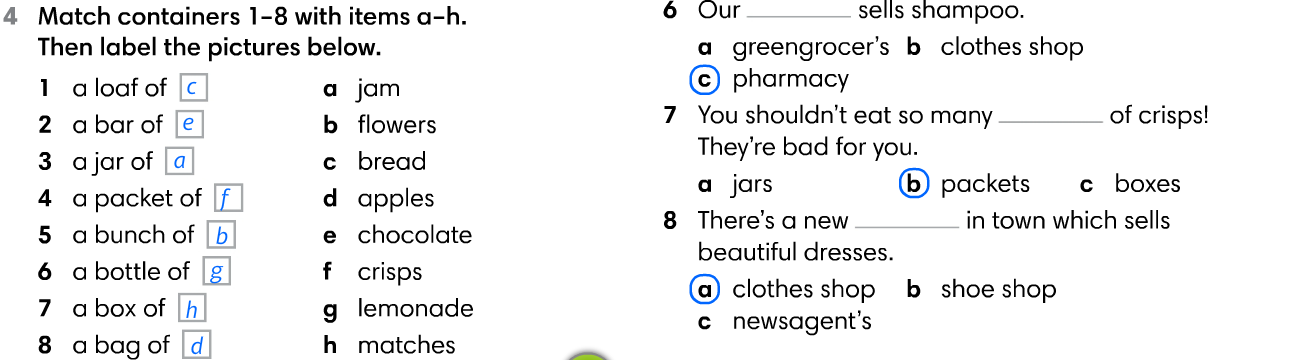 4 Match containers 1–8 with items a–h.
Then label the pictures below.
1 a loaf of c
2 a bar of e
3 a jar of a
4 a packet of f
5 a bunch of b
6 a bottle of g
7 a box of h
8 a bag of d
a jam
b flowers
c bread
d apples
e chocolate
f crisps
g lemonade
h matches
6 Our ________ sells shampoo.
a greengrocer's b clothes shop
c pharmacy
7 You shouldn't eat so many ________ of crisps!
They're bad for you.
a jars b packets c boxes
8 There's a new ________ in town which sells
beautiful dresses.
a clothes shop b shoe shop
c newsagent's